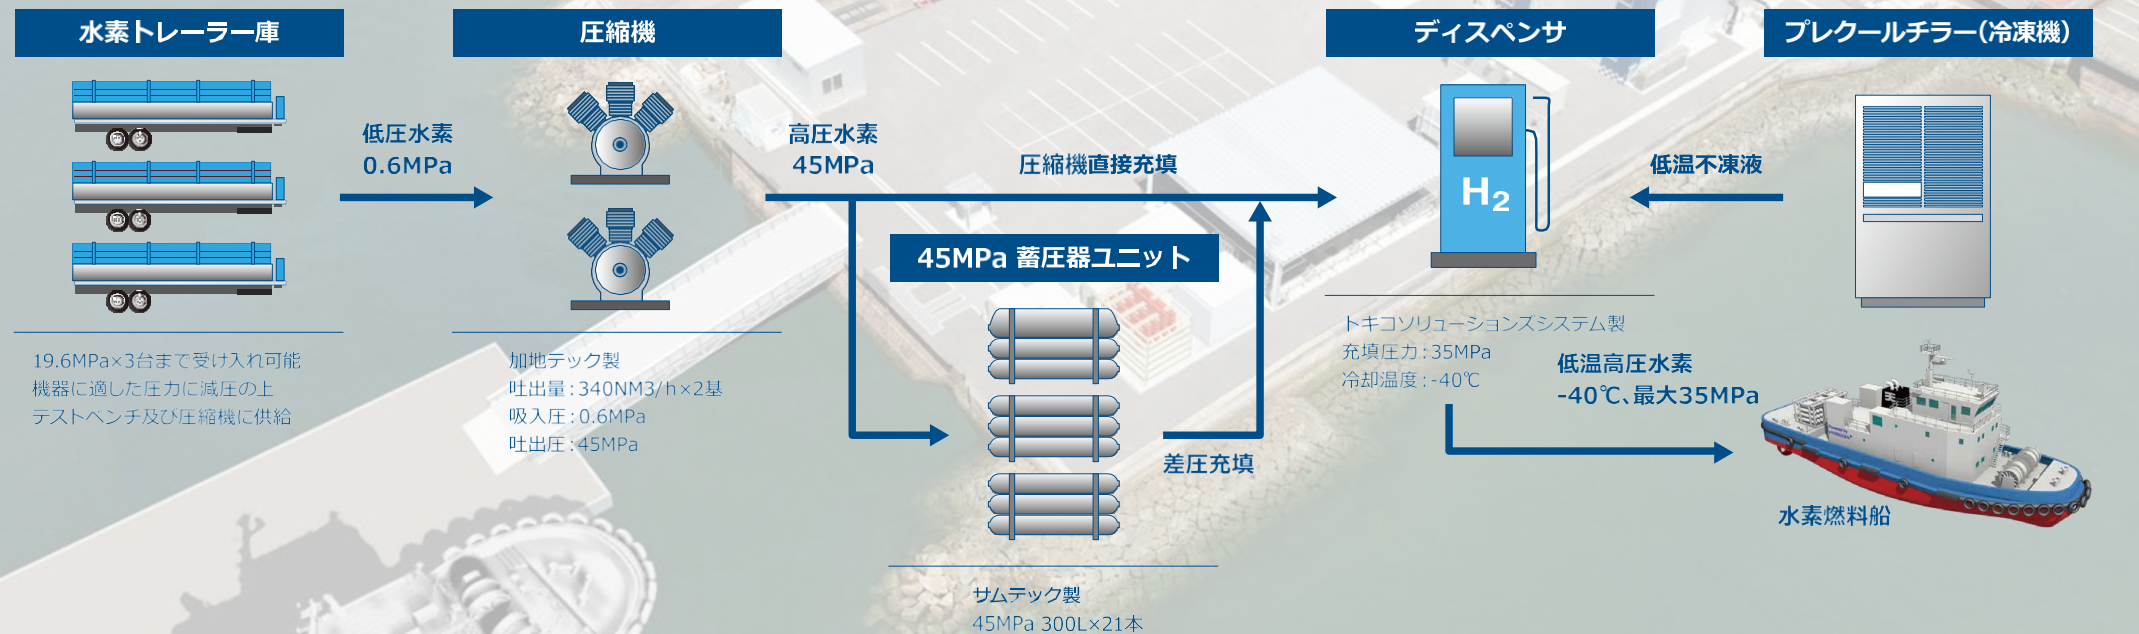 水素トレーラー庫
19.6MPa×3台まで受け入れ可能
機器に適した圧力に減圧の上
テストベンチ及び圧縮機に供給
低圧水素
0.6MPa
圧縮機
加地テック製
吐出量：340NM3/h×2基
吸入圧：0.6MPa
吐出圧：45MPa
高圧水素
45MPa
圧縮機直接充填
45MPa 蓄圧器ユニット
サムテック製
45MPa 300L×21本
差圧充填
ディスペンサ
H2
トキコソリューションズシステム製
充填圧力：35MPa
冷却温度：-40℃
低温不凍液
プレクールチラー（冷凍機）
低温高圧水素
-40℃、最大35MPa
水素燃料船